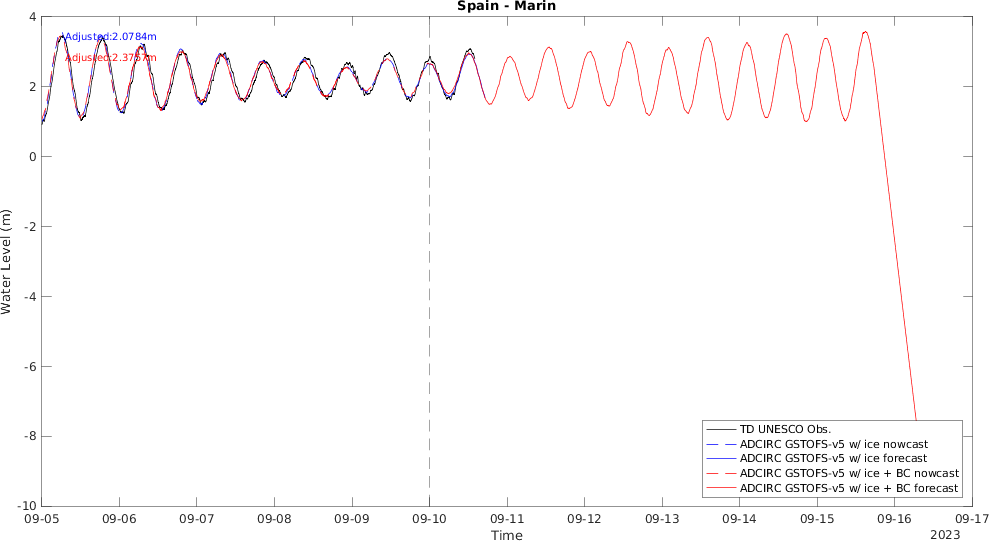 Spain - Marin
Adjusted:2.0784m
Water Level (m)
4
2
0
-2
-4
-6
-8
-10
TD UNESCO Obs.
ADCIRC GSTOFS-v5 w/ ice nowcast
ADCIRC GSTOFS-v5 w/ ice forecast
ADCIRC GSTOFS-v5 w/ ice + BC nowcast
ADCIRC GSTOFS-v5 w/ ice + BC forecast
09-05 09-06 09-07 09-08 09-09 09-10 09-11 09-12 09-13 09-14 09-15 09-16 09-17
Time
2023